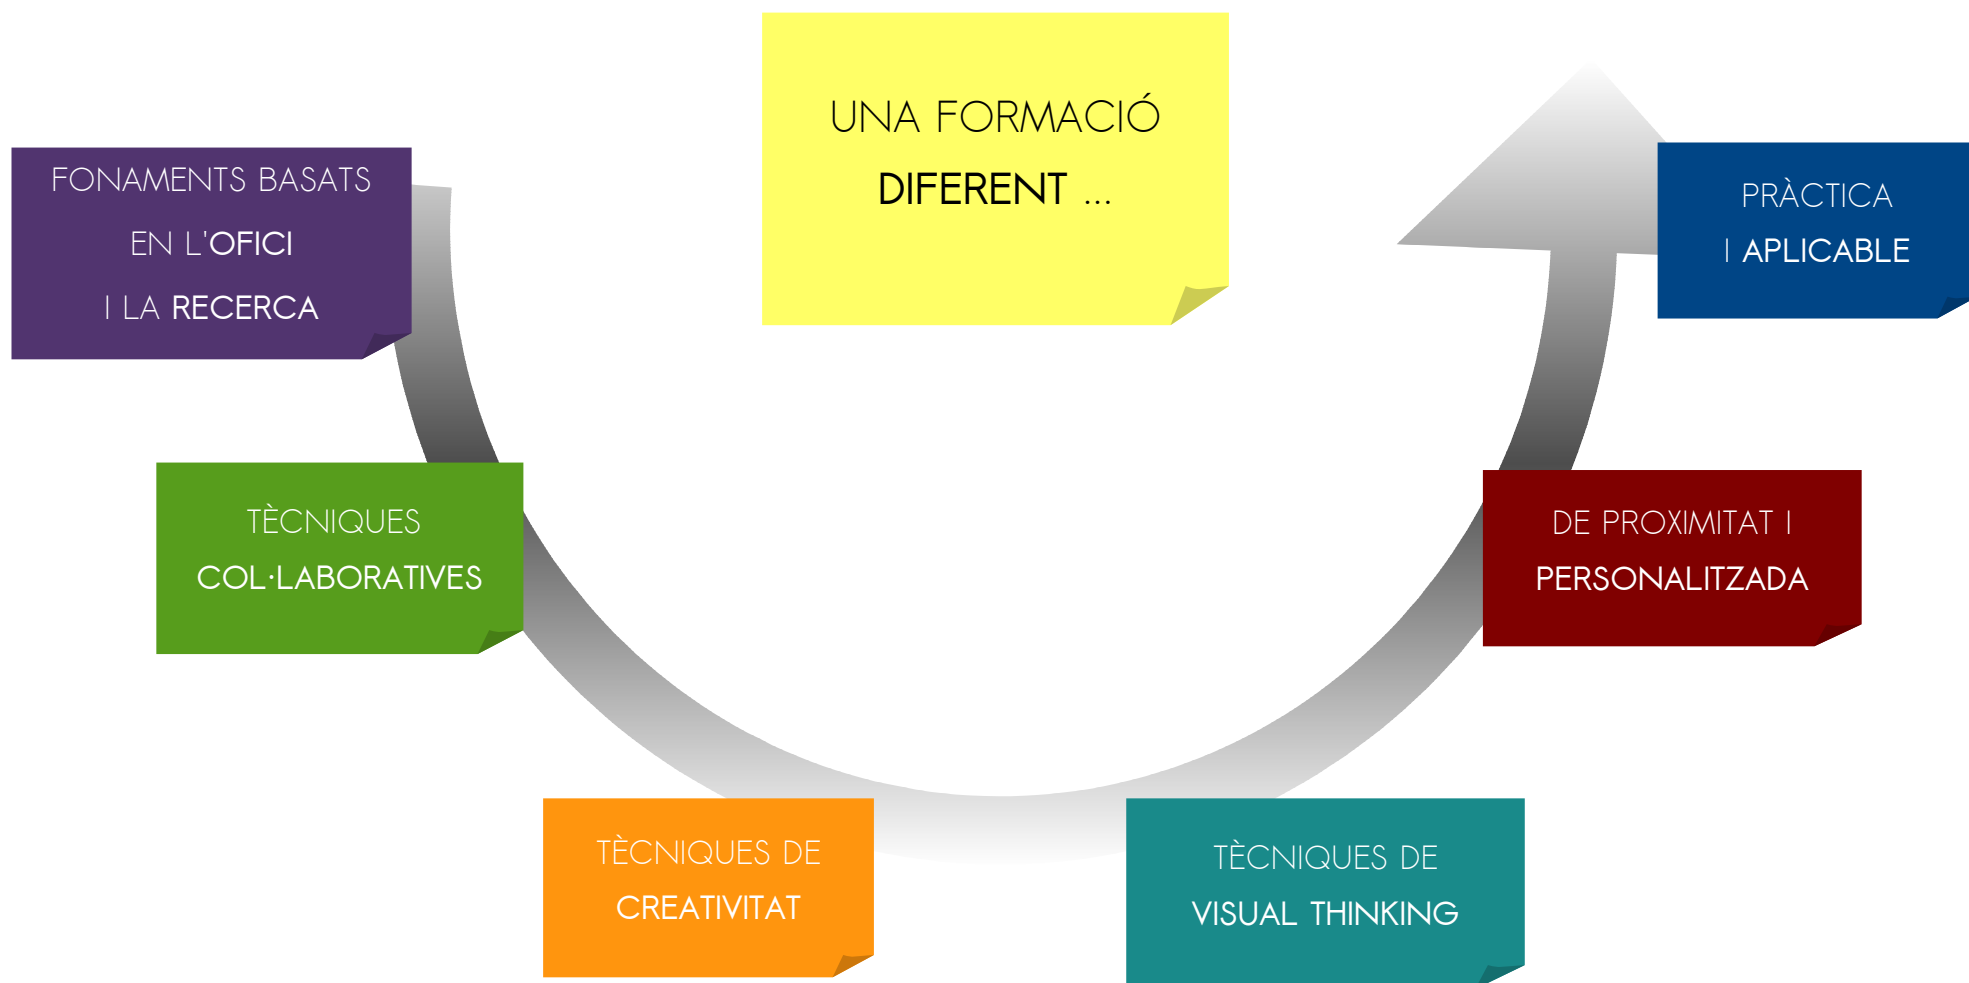 UNA FORMACIÓ
DIFERENT ...
FONAMENTS BASATS
EN L'OFICI
I LA RECERCA
TÈCNIQUES
COL·LABORATIVES
TÈCNIQUES DE
CREATIVITAT
TÈCNIQUES DE
VISUAL THINKING
DE PROXIMITAT I
PERSONALITZADA
PRÀCTICA
I APLICABLE